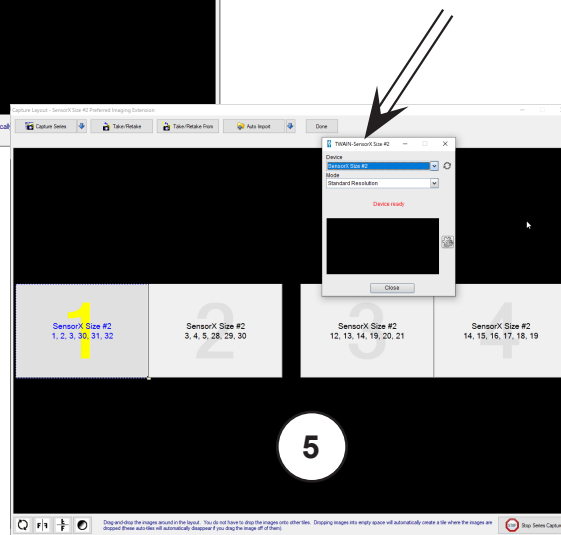 Capture Layout - SensorX Size #2 Preferred Imaging Extension
Capture Series
Take/Retake
Take/Retake From
Auto Import
Done
TWAIN-SensorX Size #2
Device
SensorX Size #2
Mode
Standard Resolution
Device ready
Close
1
SensorX Size #2
1, 2, 3, 30, 31, 32
2
SensorX Size #2
3, 4, 5, 28, 29, 30
3
SensorX Size #2
12, 13, 14, 19, 20, 21
4
SensorX Size #2
14, 15, 16, 17, 18, 19
5
Drag-and-drop the images around in the layout. You do not have to drop the images onto other tiles. Dropping images into empty space will automatically create a tile where the images are
dropped (these auto-tiles will automatically disappear if you drag the image off of them).
STOP
Stop Series Capture